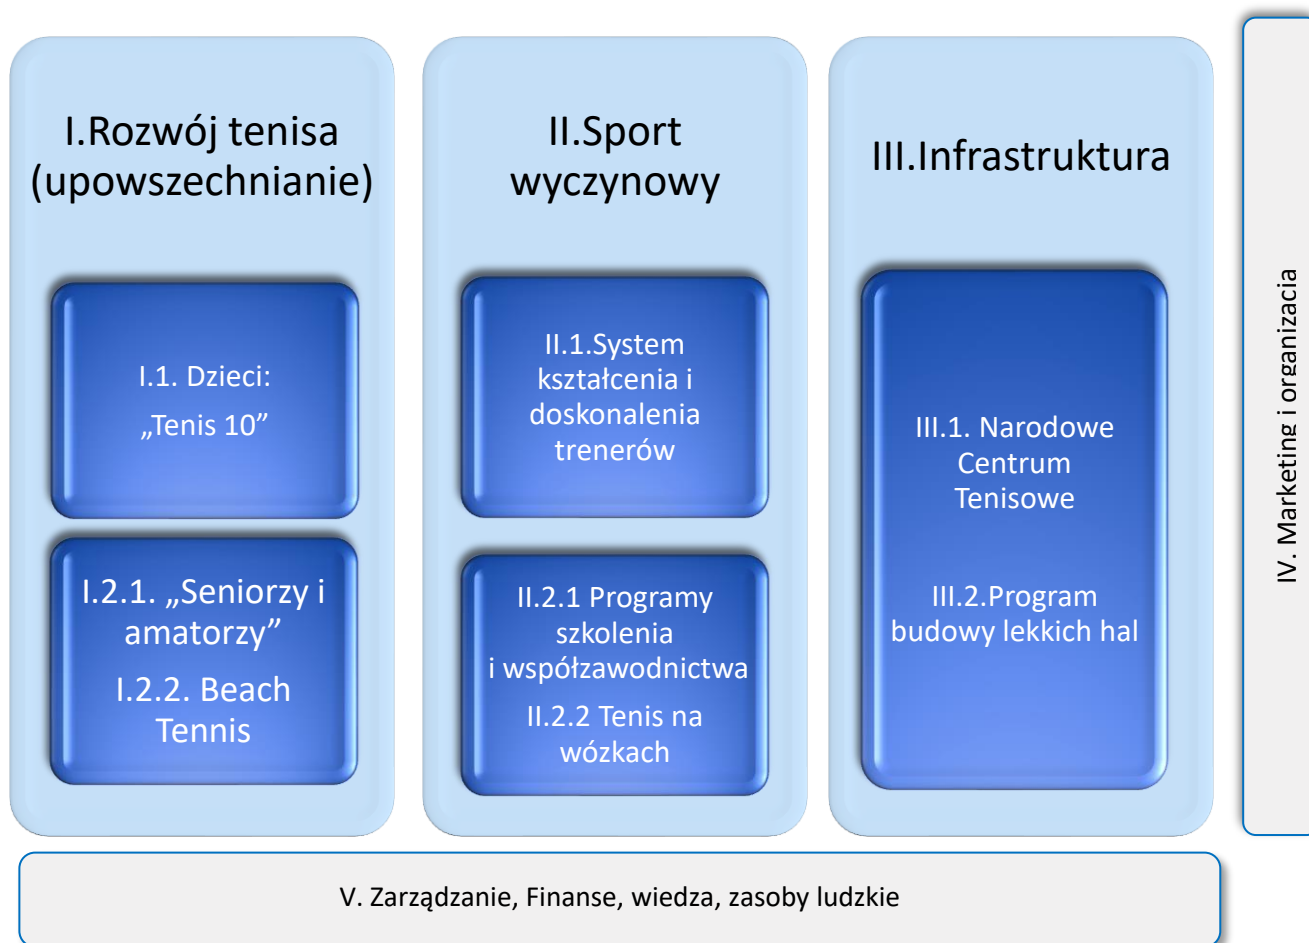 I.Rozwój tenisa
(upowszechnianie)
I.1. Dzieci:
„Tenis 10”
I.2.1. „Seniorzy i
amatorzy”
I.2.2. Beach
Tennis
II.Sport
wyczynowy
II.1.System
kształcenia i
doskonalenia
trenerów
II.2.1 Programy
szkolenia
i współzawodnictwa
II.2.2 Tenis na
wózkach
III.Infrastruktura
III.1. Narodowe
Centrum
Tenisowe
III.2.Program
budowy lekkich hal
IV. Marketing i organizacja
V. Zarządzanie, Finanse, wiedza, zasoby ludzkie